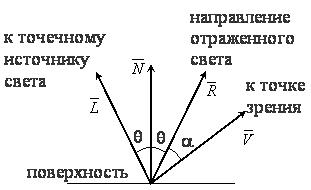 направление
отраженного
света
к точечному
источнику
света
N
R
L
к точке
зрения
V
θ θ α
поверхность